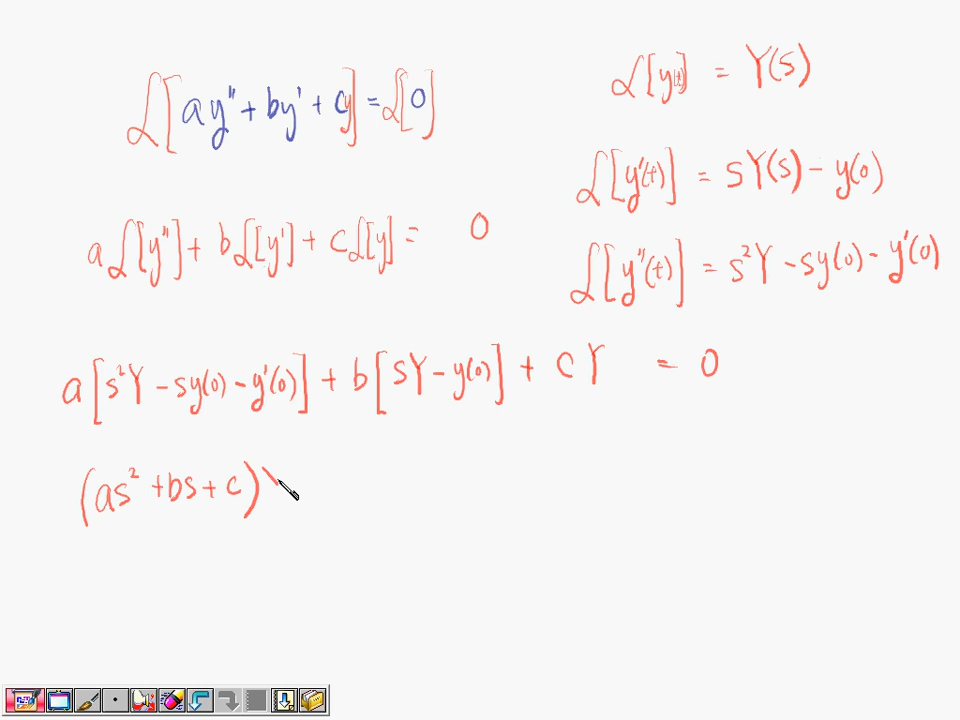 ℒ[ay'' + by' + cy] = ℒ[0]
a ℒ[y''] + b ℒ[y'] + c ℒ[y] = 0
ℒ[y(t)] = Y(s)
ℒ[y'(t)] = sY(s) - y(0)
ℒ[y''(t)] = s²Y - sy(0) - y'(0)
a[s²Y - sy(0) - y'(0)] + b[sY - y(0)] + cY = 0
(as² + bs + c)